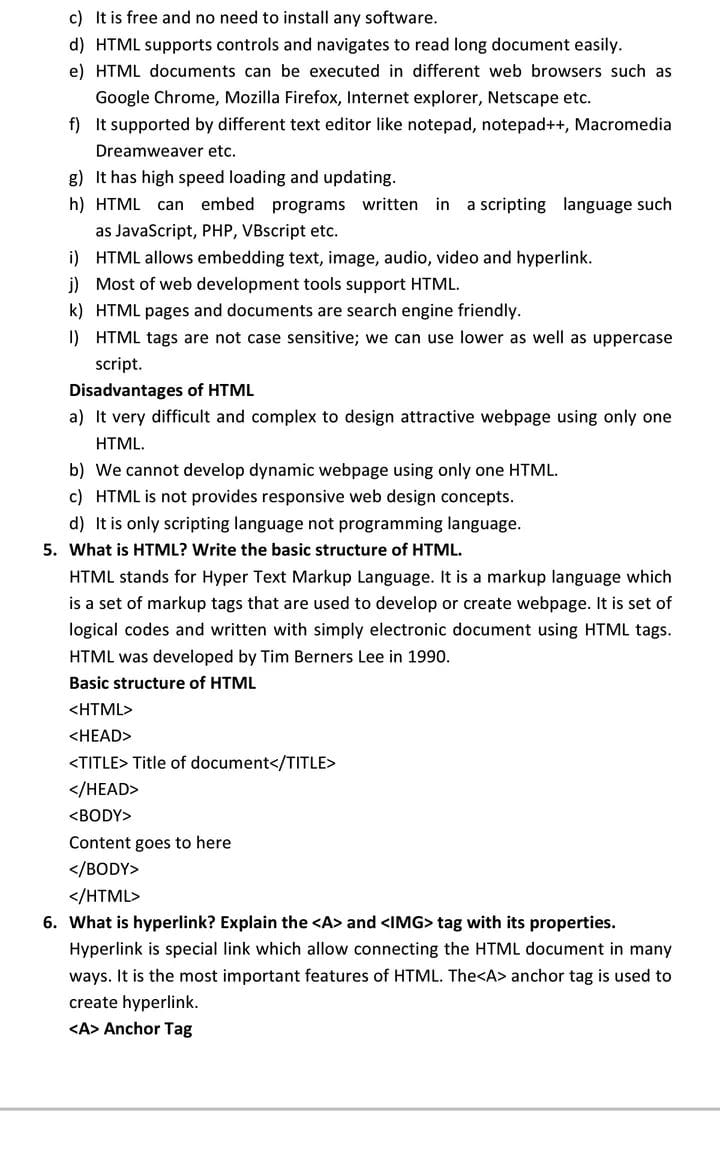 c) It is free and no need to install any software.
d) HTML supports controls and navigates to read long document easily.
e) HTML documents can be executed in different web browsers such as
Google Chrome, Mozilla Firefox, Internet explorer, Netscape etc.
f) It supported by different text editor like notepad, notepad++, Macromedia
Dreamweaver etc.
g) It has high speed loading and updating.
h) HTML can embed programs written in a scripting language such
as JavaScript, PHP, VBscript etc.
i) HTML allows embedding text, image, audio, video and hyperlink.
j) Most of web development tools support HTML.
k) HTML pages and documents are search engine friendly.
l) HTML tags are not case sensitive; we can use lower as well as uppercase
script.
Disadvantages of HTML
a) It very difficult and complex to design attractive webpage using only one
HTML.
b) We cannot develop dynamic webpage using only one HTML.
c) HTML is not provides responsive web design concepts.
d) It is only scripting language not programming language.
5. What is HTML? Write the basic structure of HTML.
HTML stands for Hyper Text Markup Language. It is a markup language which
is a set of markup tags that are used to develop or create webpage. It is set of
logical codes and written with simply electronic document using HTML tags.
HTML was developed by Tim Berners Lee in 1990.
Basic structure of HTML
<HTML>
<HEAD>
<TITLE> Title of document</TITLE>
</HEAD>
<BODY>
Content goes to here
</BODY>
</HTML>
6. What is hyperlink? Explain the <A> and <IMG> tag with its properties.
Hyperlink is special link which allow connecting the HTML document in many
ways. It is the most important features of HTML. The<A> anchor tag is used to
create hyperlink.
<A> Anchor Tag